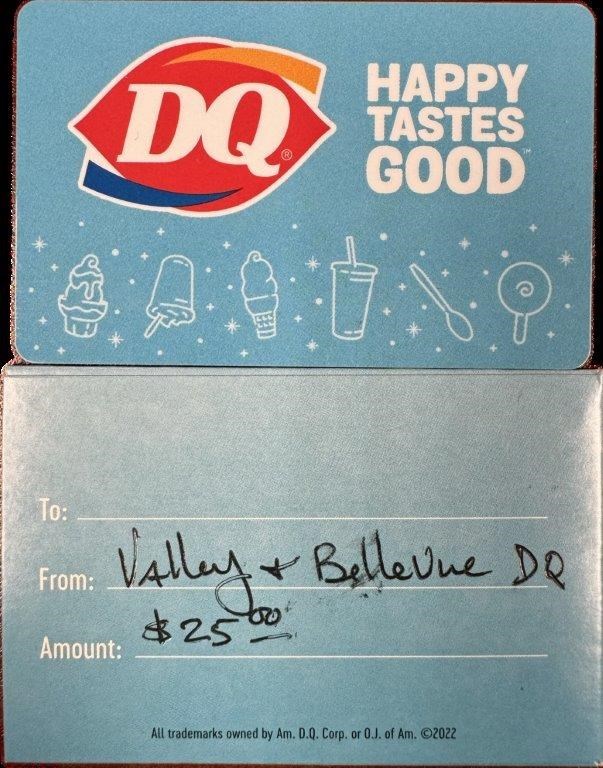 DQ®
HAPPY
TASTES
GOOD™
To:
From: Valley + Bellevue DQ
Amount: $25.00
All trademarks owned by Am. D.Q. Corp. or O.J. of Am. ©2022